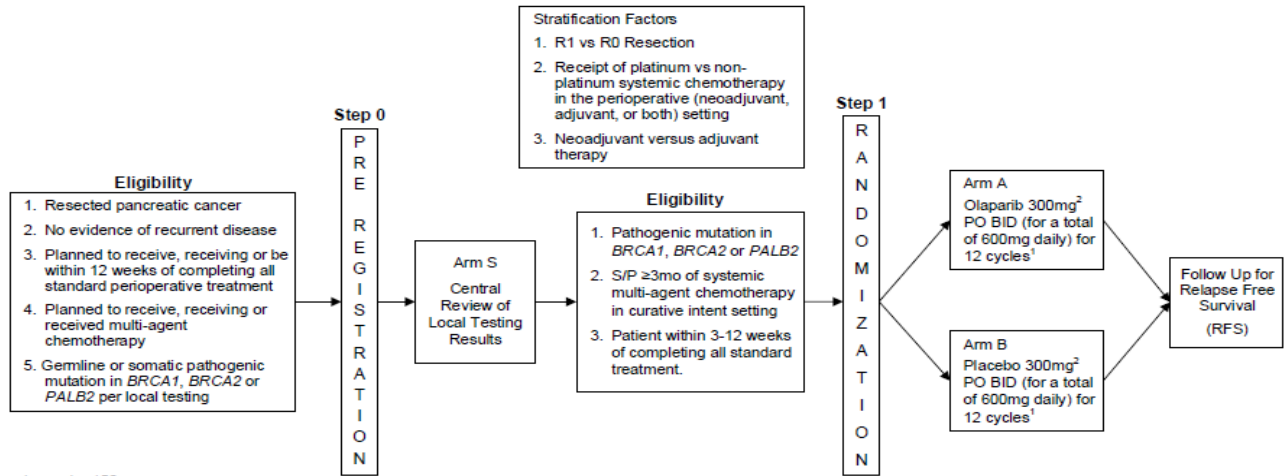 Stratification Factors
1. R1 vs R0 Resection
2. Receipt of platinum vs non-
platinum systemic chemotherapy
in the perioperative (neoadjuvant,
adjuvant, or both) setting
3. Neoadjuvant versus adjuvant
therapy
Eligibility
1. Resected pancreatic cancer
2. No evidence of recurrent disease
3. Planned to receive, receiving or be
within 12 weeks of completing all
standard perioperative treatment
4. Planned to receive, receiving or
received multi-agent
chemotherapy
5. Germline or somatic pathogenic
mutation in BRCA1, BRCA2 or
PALB2 per local testing
Step 0
P
R
E
R
E
G
I
S
T
R
A
T
I
O
N
Arm S
Central
Review of
Local Testing
Results
Eligibility
1. Pathogenic mutation in
BRCA1, BRCA2 or PALB2
2. S/P ≥3mo of systemic
multi-agent chemotherapy
in curative intent setting
3. Patient within 3-12 weeks
of completing all standard
treatment.
Step 1
R
A
N
D
O
M
I
Z
A
T
I
O
N
Arm A
Olaparib 300mg²
PO BID (for a total
of 600mg daily) for
12 cycles¹
Arm B
Placebo 300mg²
PO BID (for a total
of 600mg daily) for
12 cycles¹
Follow Up for
Relapse Free
Survival
(RFS)